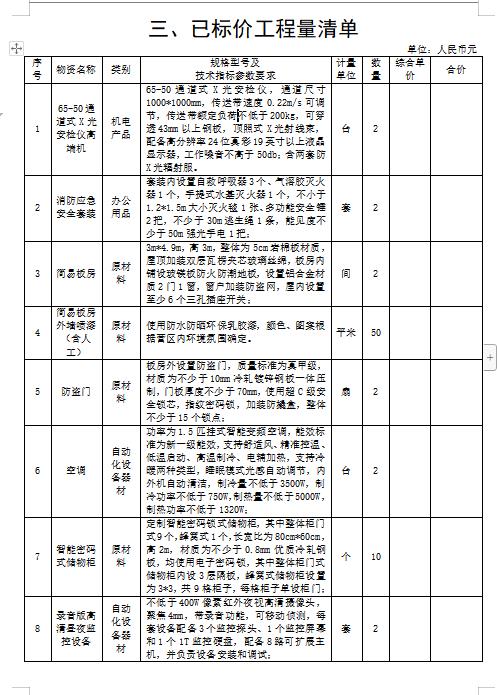 三、已标价工程量清单
单位：人民币元
序号 物资名称 类别 规格型号及技术指标参数要求 计量单位 数量 综合单价 合价
1
65-50通
道式X光
安检仪高
端机
机电
产品
65-50 通道式 X 光安检仪，通道尺寸
1000*1000mm，传送带速度 0.22m/s 可调
节，传送带额定负荷不低于200kg，可穿
透43mm以上钢板，顶照式X光射线束，
配备高分辨率24位真彩19英寸以上液晶
显示器，工作噪音不高于50db；含两套防
X光辐射服。
台
2
2
消防应急
安全套装
办公
用品
套装内设置自救呼吸器3个、气溶胶灭火
器1个，手提式水基灭火器1个，不小于
1.2*1.5m大小灭火毯1张、多功能安全锤
2把，不少于30m逃生绳1条，能见度不
少于50m强光手电1把；
套
2
3
简易板房
原材
料
3m*4.9m，高3m，整体为5cm岩棉板材质，
屋顶加装双层瓦楞夹芯玻璃丝绵，板房内
铺设玻镁板防火防潮地板，设置铝合金材
质2门1窗，窗户加装防盗网，屋内设置
至少6个三孔插座开关；
间
2
4
简易板房
外墙喷漆
（含人
工）
原材
料
使用防水防晒环保乳胶漆，颜色、图案根
据营区内环境氛围确定。
平米
50
5
防盗门
原材
料
板房外设置防盗门，质量标准为真甲级，
材质为不少于10mm冷轧镀锌钢板一体压
制，门板厚度不少于70mm，使用超C级安
全锁芯，指纹密码锁，加装防撬盒，整体
不少于15个锁点；
扇
2
6
空调
自动
化设
备器
材
功率为1.5匹挂式智能变频空调，能效标
准为新一级能效，支持舒适风、精准控温、
低温启动、高温制冷、电辅加热，支持冷
暖两种类型，睡眠模式光感自动调节，内
外机自动清洁，制冷量不低于3500W，制
冷功率不低于750W，制热量不低于5000W，
制热功率不低于1320W；
台
2
7
智能密码
式储物柜
原材
料
定制智能密码锁式储物柜，其中整体柜门
式9个，蜂窝式1个，长宽比为80cm*60cm，
高2m，材质为不少于0.8mm优质冷轧钢
板，均使用电子密码锁，其中整体柜门式
储物柜内设3层隔板，蜂窝式储物柜设置
为3*3，共9格柜子，每格柜子单设柜门；
个
10
8
录音版高
清昼夜监
控设备
自动
化设
备器
材
不低于400W像素红外夜视高清摄像头，
聚焦4mm，带录音功能，可移动侦测，每
套设备配备3个监控探头、1个监控屏幕
和1个1T监控硬盘，配备8路可扩展主
机，并负责设备安装和调试；
套
2